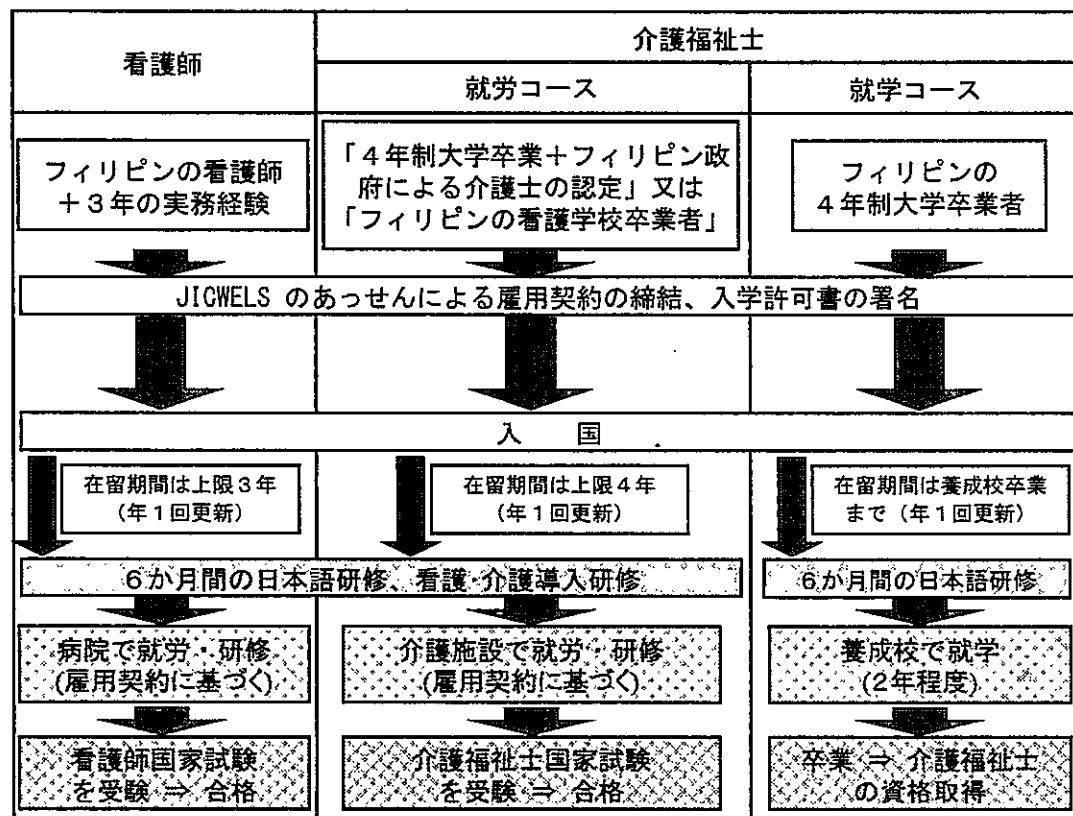 看護師
介護福祉士
就労コース
就学コース
フィリピンの看護師
＋３年の実務経験
「４年制大学卒業＋フィリピン政
府による介護士の認定」又は
「フィリピンの看護学校卒業者」
フィリピンの
４年制大学卒業者
JICWELS のあっせんによる雇用契約の締結、入学許可書の署名
入　国
在留期間は上限３年
（年１回更新）
在留期間は上限４年
（年１回更新）
在留期間は養成校卒業
まで（年１回更新）
６か月間の日本語研修、看護・介護導入研修
６か月間の日本語研修
病院で就労・研修
(雇用契約に基づく)
介護施設で就労・研修
(雇用契約に基づく)
養成校で就学
(２年程度)
看護師国家試験
を受験 ⇒ 合格
介護福祉士国家試験
を受験 ⇒ 合格
卒業 ⇒ 介護福祉士
の資格取得